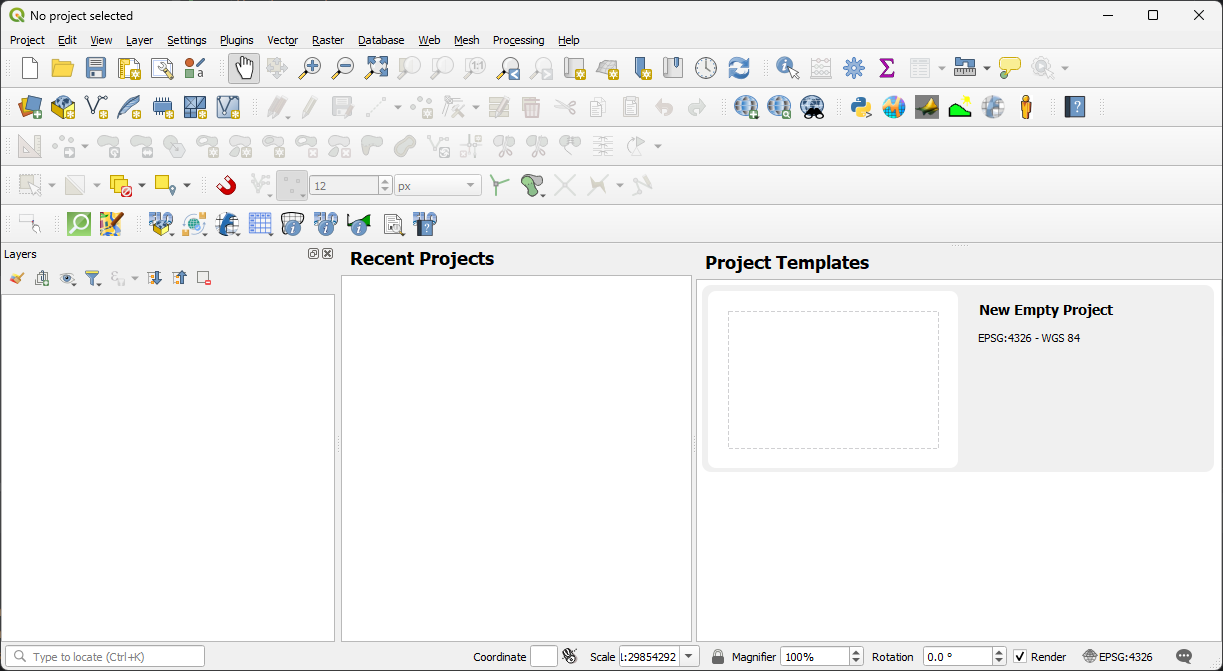 No project selected
Project Edit View Layer Settings Plugins Vector Raster Database Web Mesh Processing Help
1:1
a
12 px
Layers
Recent Projects
Project Templates
New Empty Project
EPSG:4326 - WGS 84
Type to locate (Ctrl+K) Coordinate Scale 1:29854292 Magnifier 100% Rotation 0.0 ° Render EPSG:4326